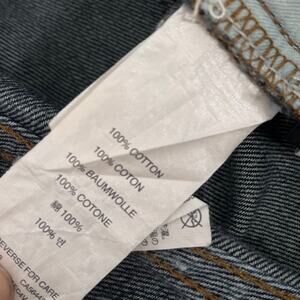 100% COTTON
100% COTON
100% BAUMWOLLE
100% COTONE
綿 100%
100% 면
REVERSE FOR CARE